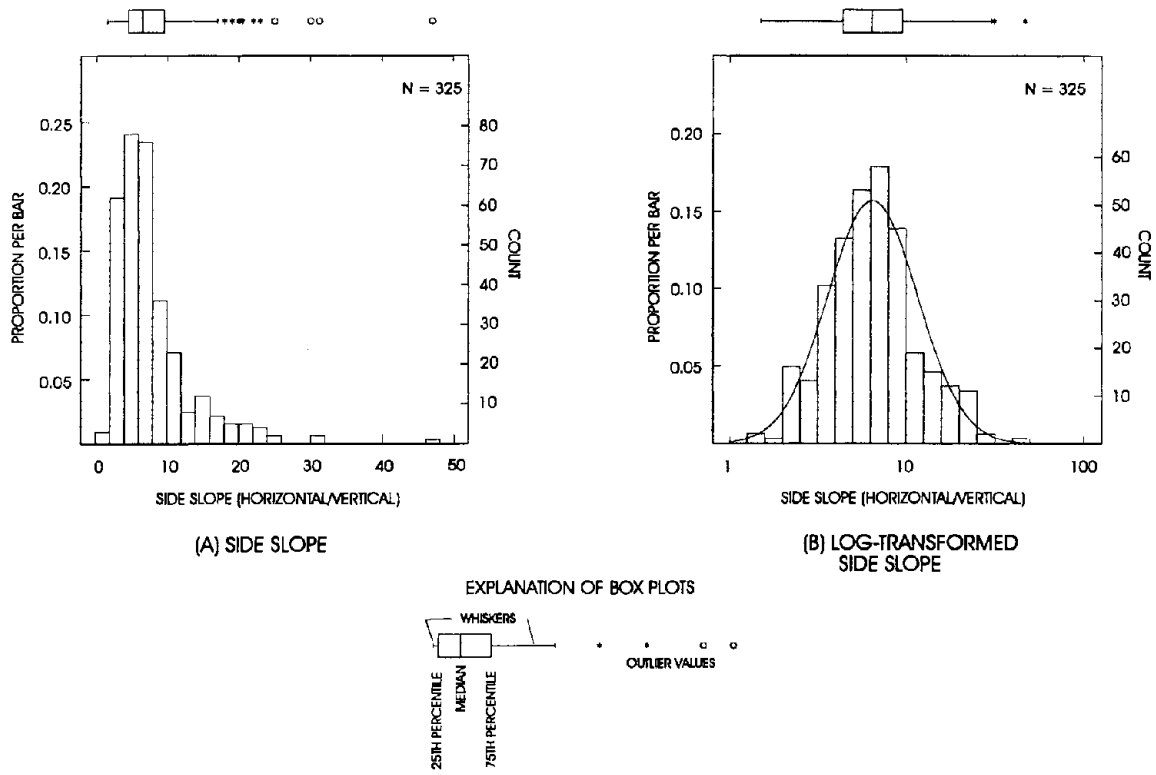 N = 325
0.25
0.20
0.15
0.10
0.05
PROPORTION PER BAR
80
70
60
50
40
30
20
10
COUNT
0 10 20 30 40 50
SIDE SLOPE (HORIZONTAL/VERTICAL)
(A) SIDE SLOPE
N = 325
0.20
0.15
0.10
0.05
PROPORTION PER BAR
60
50
40
30
20
10
COUNT
1 10 100
SIDE SLOPE (HORIZONTAL/VERTICAL)
(B) LOG-TRANSFORMED
SIDE SLOPE
EXPLANATION OF BOX PLOTS
WHISKERS
OUTLIER VALUES
25TH PERCENTILE
MEDIAN
75TH PERCENTILE